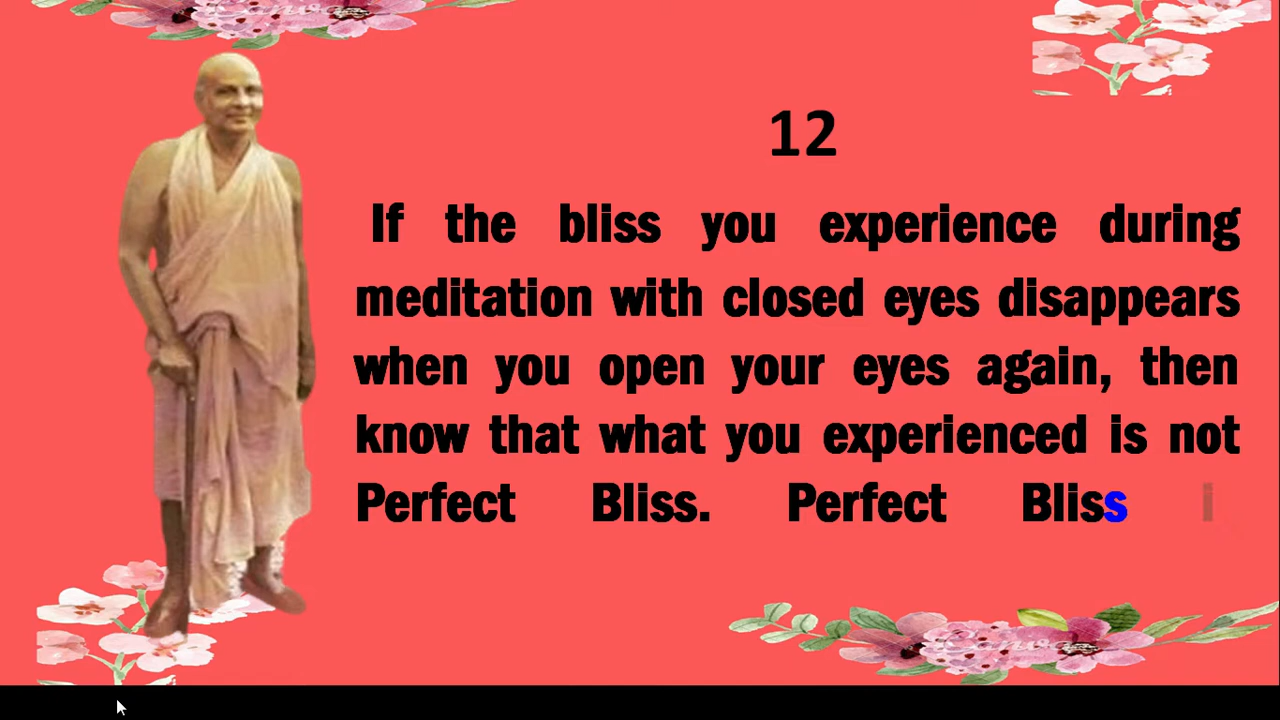 12
If the bliss you experience during
meditation with closed eyes disappears
when you open your eyes again, then
know that what you experienced is not
Perfect Bliss. Perfect Bliss i